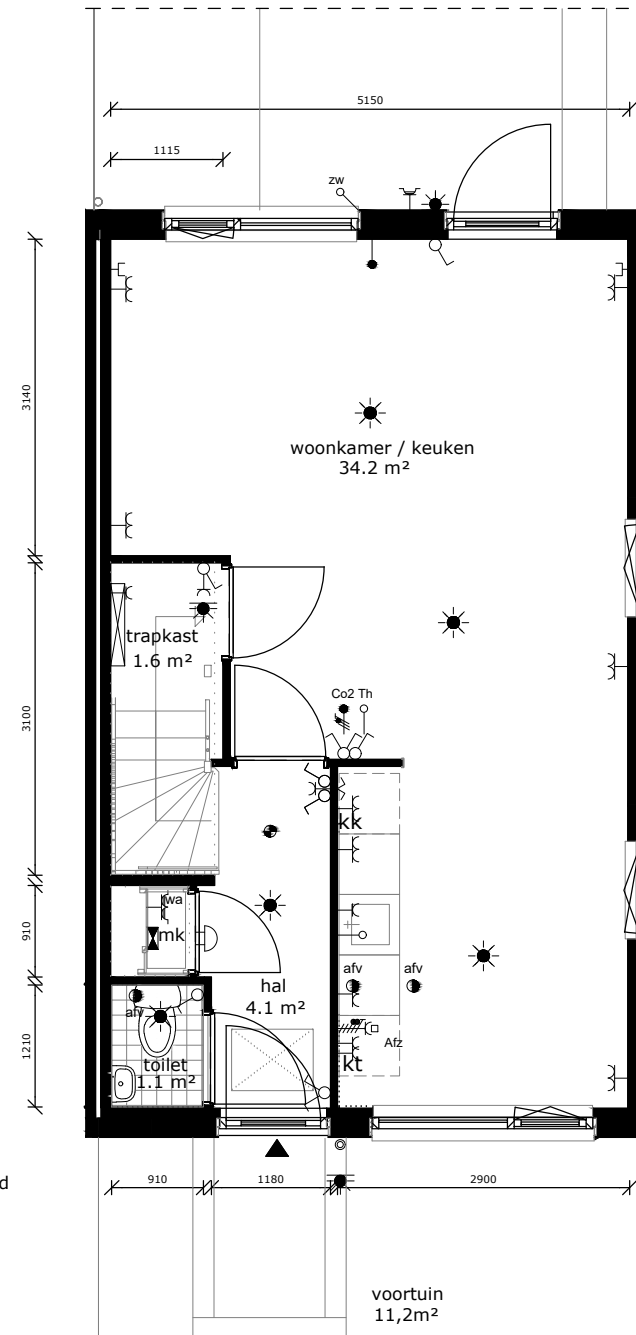 5150
1115
zw
3140
woonkamer / keuken
34.2 m²
trapkast
1.6 m²
Co2 Th
3100
kk
wa
mk
910
hal
4.1 m²
afv
afv
afv
Afz
kt
toilet
1.1 m²
1210
d
910
1180
2900
voortuin
11,2m²